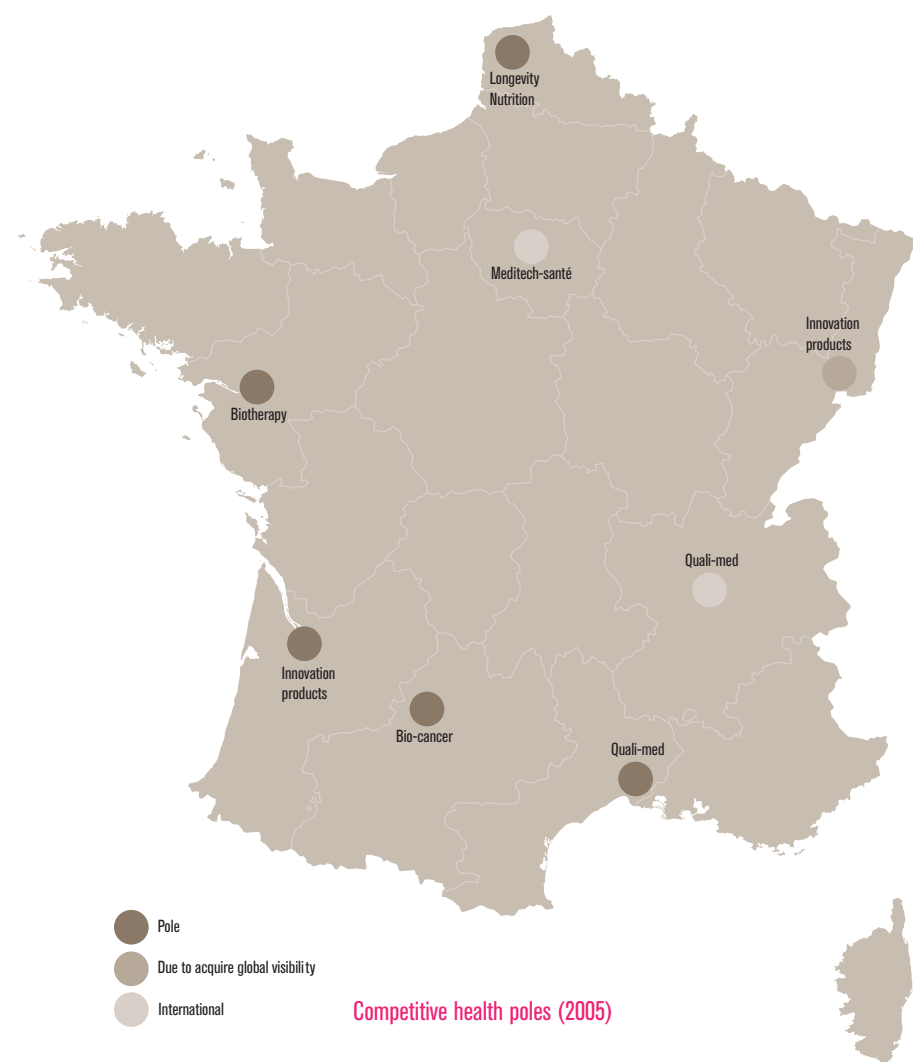 Longevity
Nutrition
Meditech-santé
Innovation
products
Biotherapy
Quali-med
Innovation
products
Bio-cancer
Quali-med
Pole
Due to acquire global visibility
International
Competitive health poles (2005)